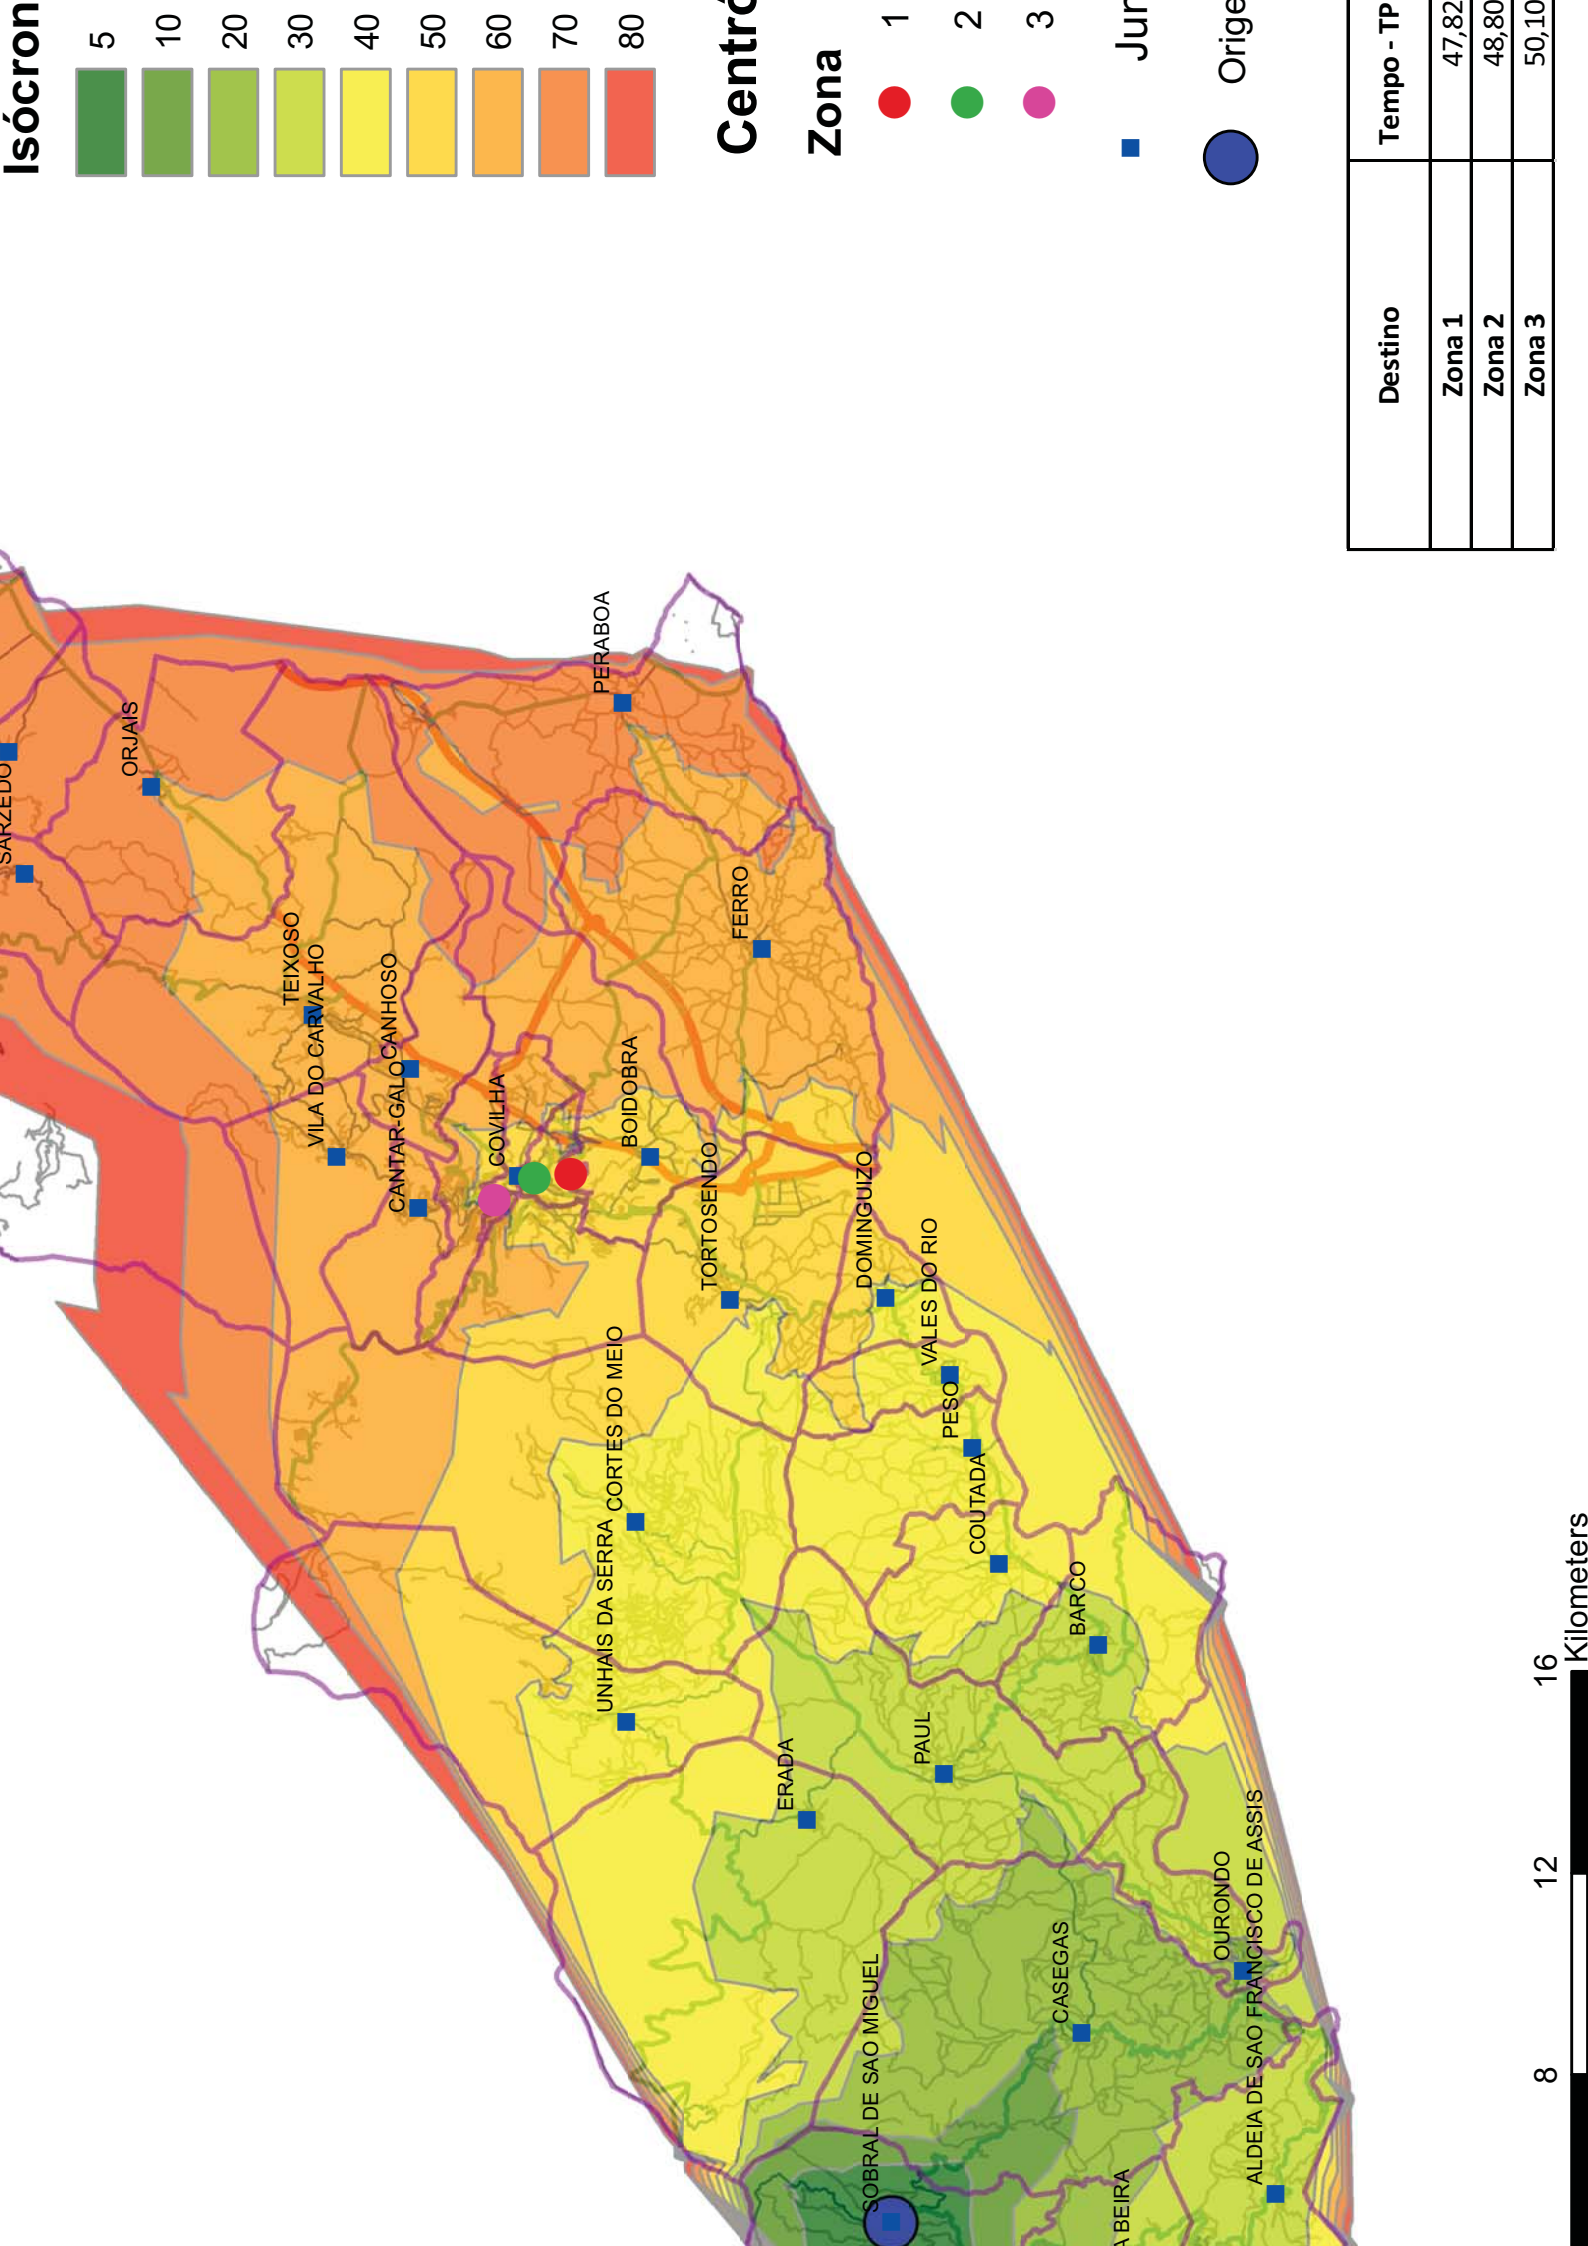 Isócron
5
10
20
30
40
50
60
70
80
Centró
Zona
1
2
3
Jun
Orige
Destino Tempo - TP
Zona 1 47,82
Zona 2 48,80
Zona 3 50,10
SARZEDO
ORJAIS
TEIXOSO
VILA DO CARVALHO
CANHOSO
CANTAR-GALO
COVILHA
BOIDOBRA
PERABOA
FERRO
TORTOSENDO
DOMINGUIZO
VALES DO RIO
PESO
COUTADA
CORTES DO MEIO
UNHAIS DA SERRA
BARCO
ERADA
PAUL
OURONDO
CASEGAS
ALDEIA DE SAO FRANCISCO DE ASSIS
SOBRAL DE SAO MIGUEL
A BEIRA
8
12
16
Kilometers